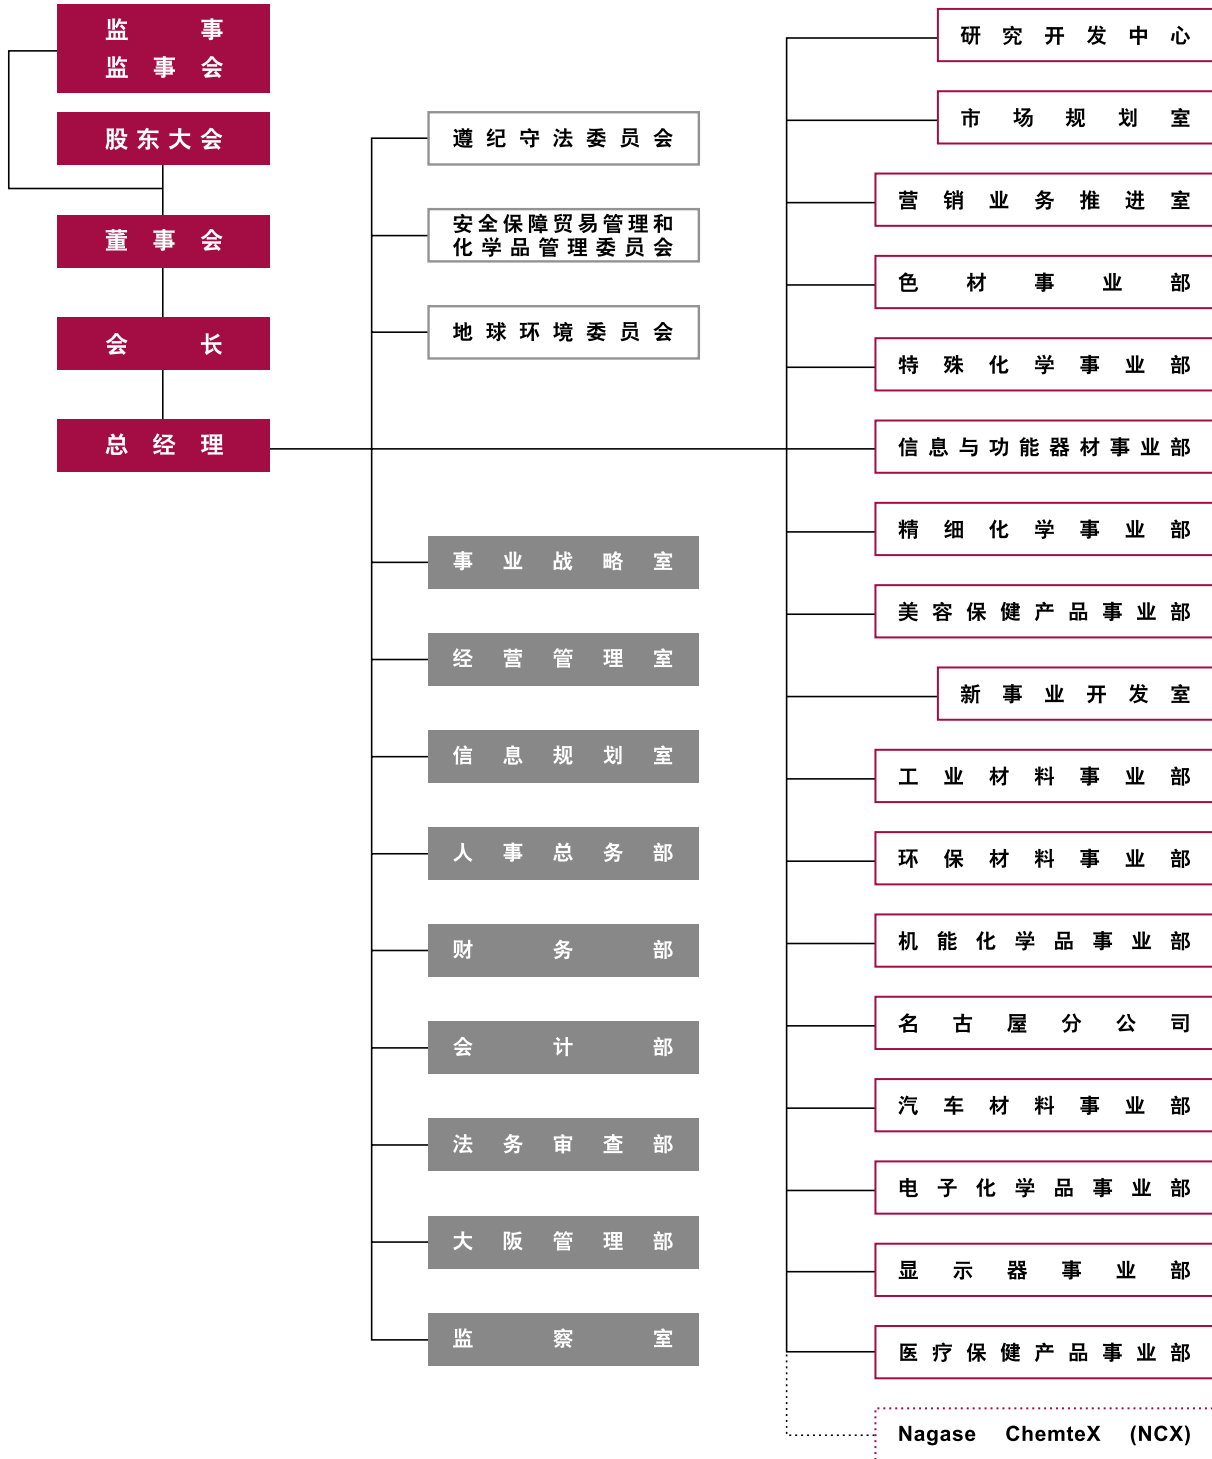 监事
监事会
股东大会
董事会
会长
总经理
遵纪守法委员会
安全保障贸易管理和
化学品管理委员会
地球环境委员会
事业战略室
经营管理室
信息规划室
人事总务部
财务部
会计部
法务审查部
大阪管理部
监察室
研究开发中心
市场规划室
营销业务推进室
色材事业部
特殊化学事业部
信息与功能器材事业部
精细化学事业部
美容保健产品事业部
新事业开发室
工业材料事业部
环保材料事业部
机能化学品事业部
名古屋分公司
汽车材料事业部
电子化学品事业部
显示器事业部
医疗保健产品事业部
Nagase ChemteX (NCX)